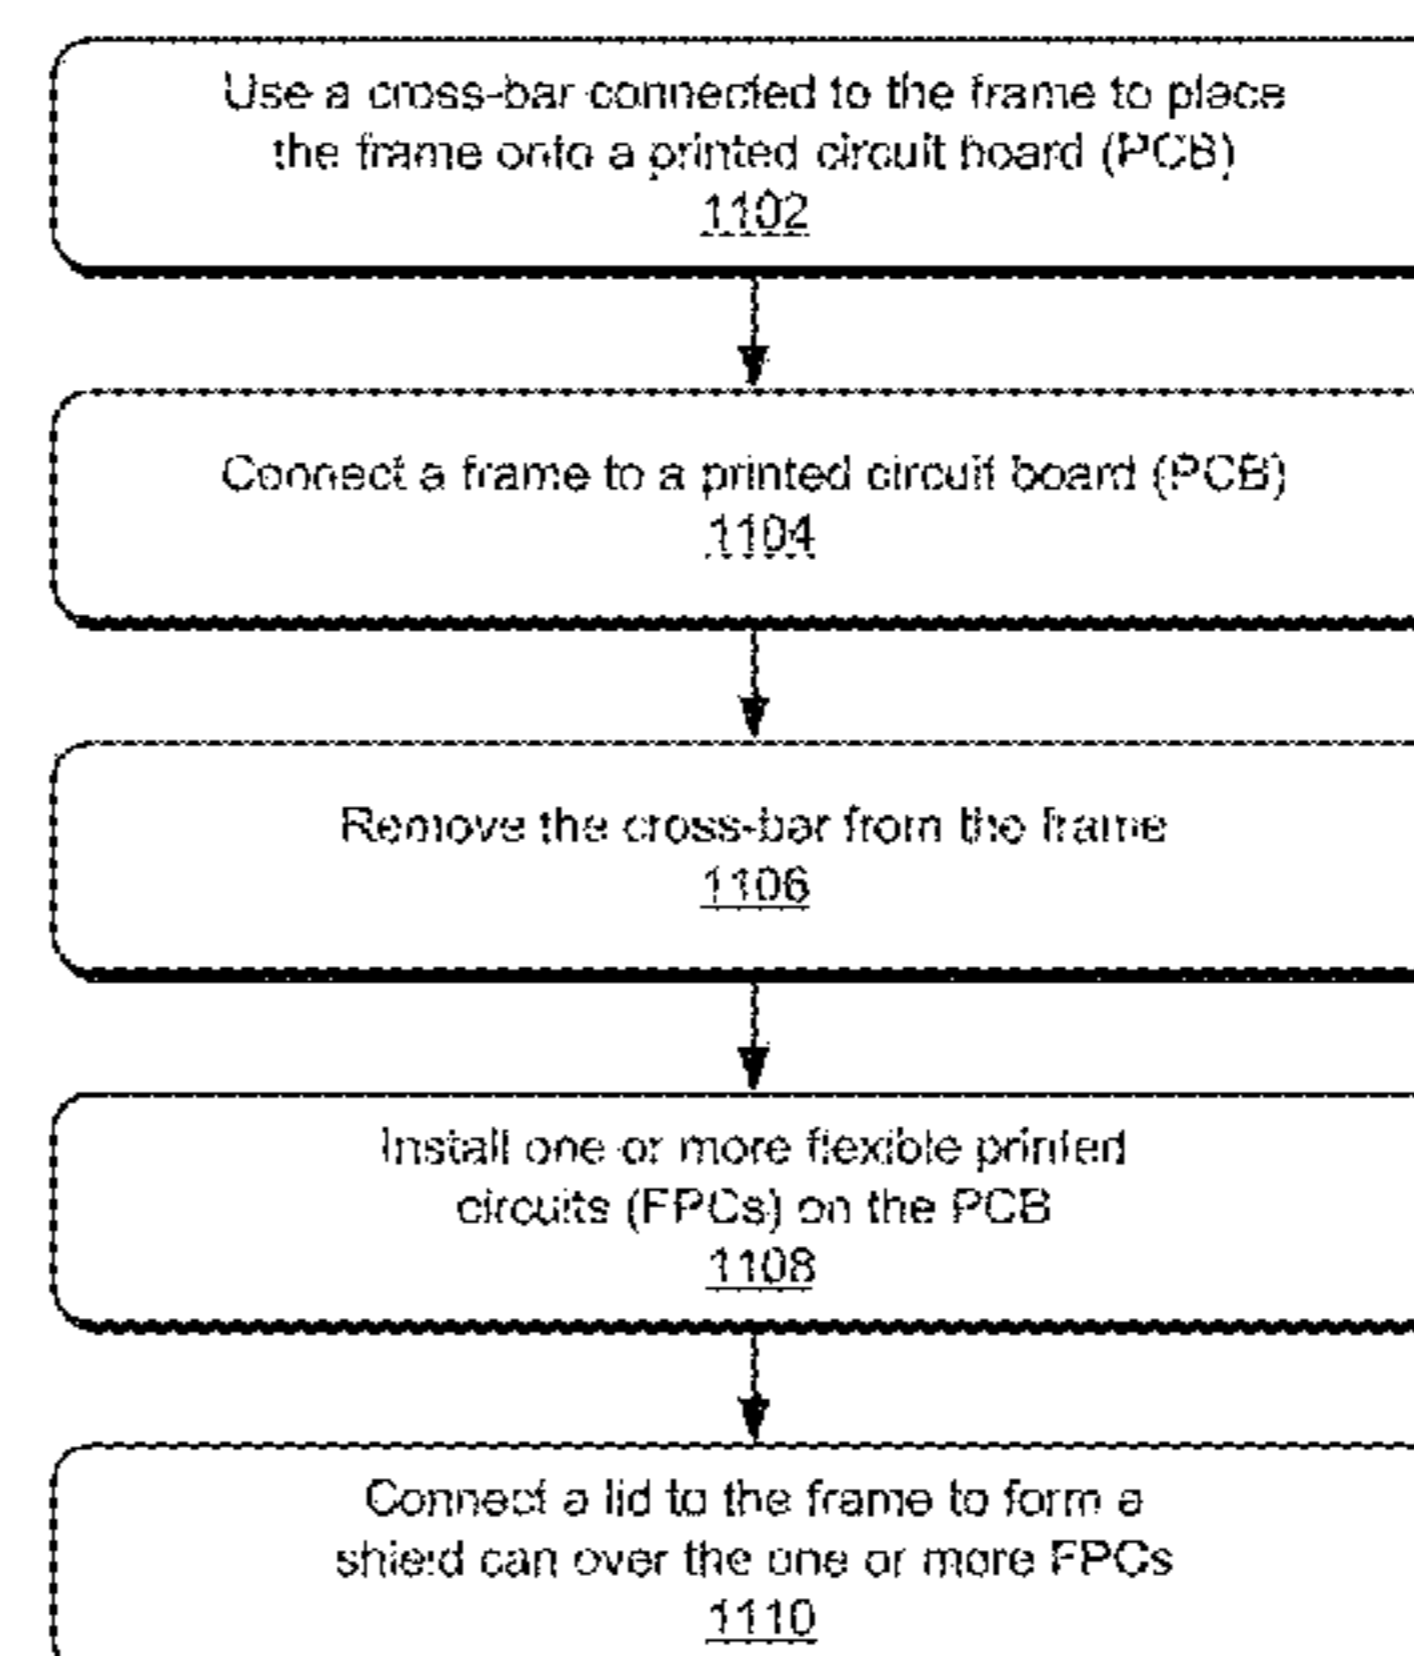 Use a cross-bar connected to the frame to place
the frame onto a printed circuit board (PCB)
1102
Connect a frame to a printed circuit board (PCB)
1104
Remove the cross-bar from the frame
1106
Install one or more flexible printed
circuits (FPCs) on the PCB
1108
Connect a lid to the frame to form a
shield can over the one or more FPCs
1110